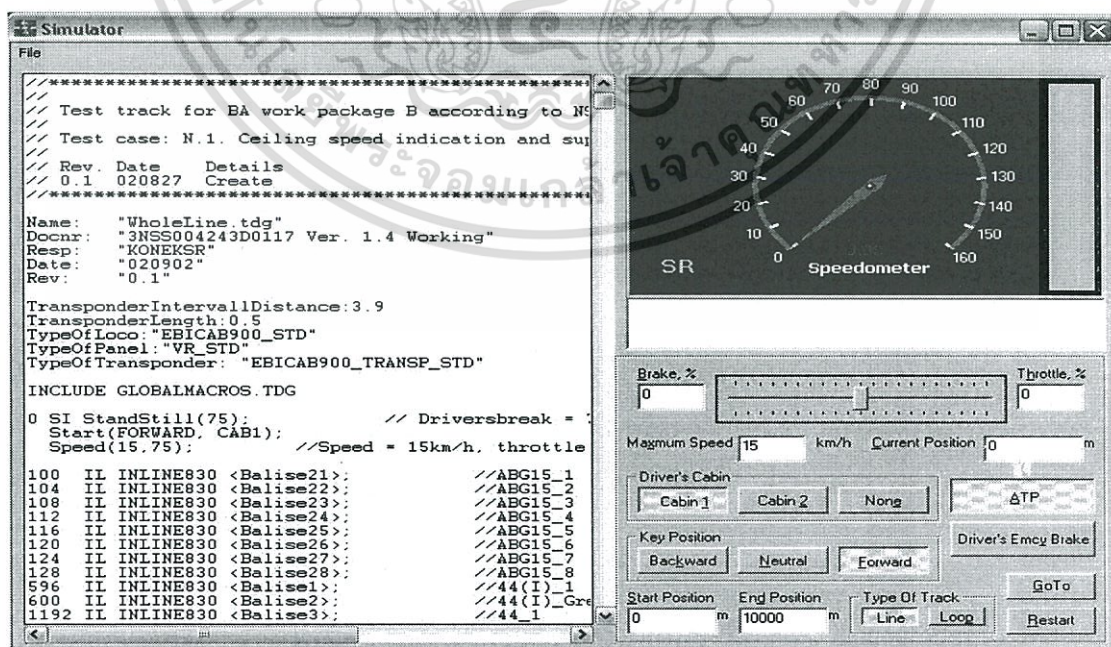 Simulator
File
//************************************************
//
// Test track for BA work package B according to NS
//
// Test case: N.1. Ceiling speed indication and su
//
// Rev. Date Details
// 0.1 020827 Create
//************************************************
Name: "WholeLine.tdg"
Docnr: "3NSS004243D0117 Ver. 1.4 Working"
Resp: "KONEKSR"
Date: "020902"
Rev: "0.1"
TransponderIntervallDistance:3.9
TransponderLength:0.5
TypeOfLoco:"EBICAB900_STD"
TypeOfPanel:"VR_STD"
TypeOfTransponder: "EBICAB900_TRANSP_STD"
INCLUDE GLOBALMACROS.TDG
0 SI StandStill(75); // Driversbreak =
Start(FORWARD, CAB1);
Speed(15,75); //Speed = 15km/h, throttle
100 IL INLINE830 <Balise21>; //ABG15_1
104 IL INLINE830 <Balise22>; //ABG15_2
108 IL INLINE830 <Balise23>; //ABG15_3
112 IL INLINE830 <Balise24>; //ABG15_4
116 IL INLINE830 <Balise25>; //ABG15_5
120 IL INLINE830 <Balise26>; //ABG15_6
124 IL INLINE830 <Balise27>; //ABG15_7
128 IL INLINE830 <Balise28>; //ABG15_8
596 IL INLINE830 <Balise1>; //44(I)_1
600 IL INLINE830 <Balise2>; //44(I)_Gre
1192 IL INLINE830 <Balise3>; //44_1
0 10 20 30 40 50 60 70 80 90 100 110 120 130 140 150 160
SR Speedometer
Brake, % Throttle, %
0 0
Maxmum Speed 15 km/h Current Position 0 m
Driver's Cabin
Cabin 1 Cabin 2 None ATP
Key Position Driver's Emcy Brake
Backward Neutral Forward
GoTo
Start Position End Position Type Of Track
0 m 10000 m Line Loop Restart